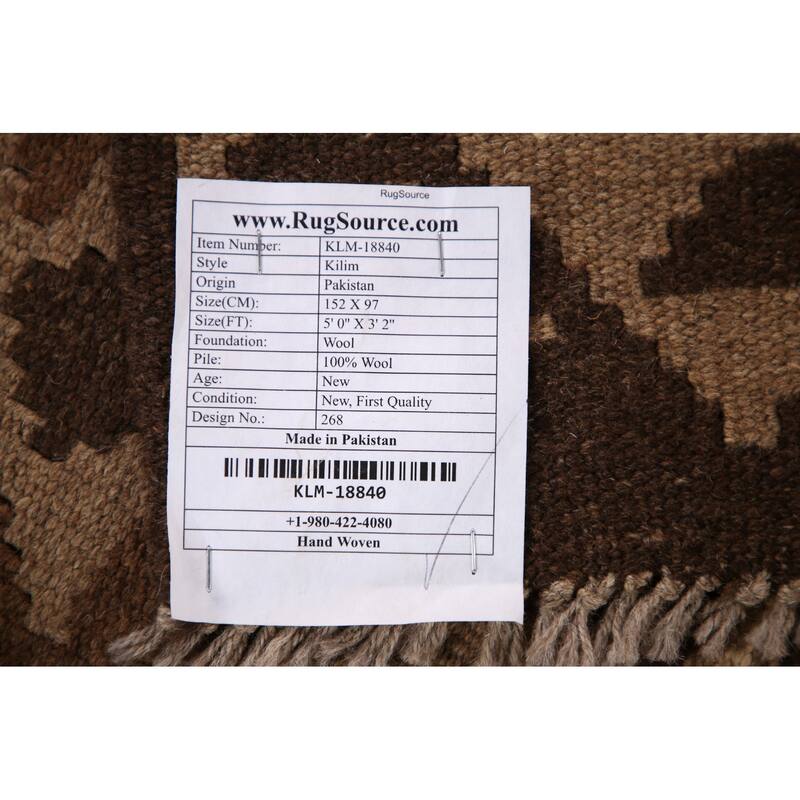 RugSource
www.RugSource.com
Item Number: KLM-18840
Style Kilim
Origin Pakistan
Size(CM): 152 X 97
Size(FT): 5' 0" X 3' 2"
Foundation: Wool
Pile: 100% Wool
Age: New
Condition: New, First Quality
Design No.: 268
Made in Pakistan
KLM-18840
+1-980-422-4080
Hand Woven